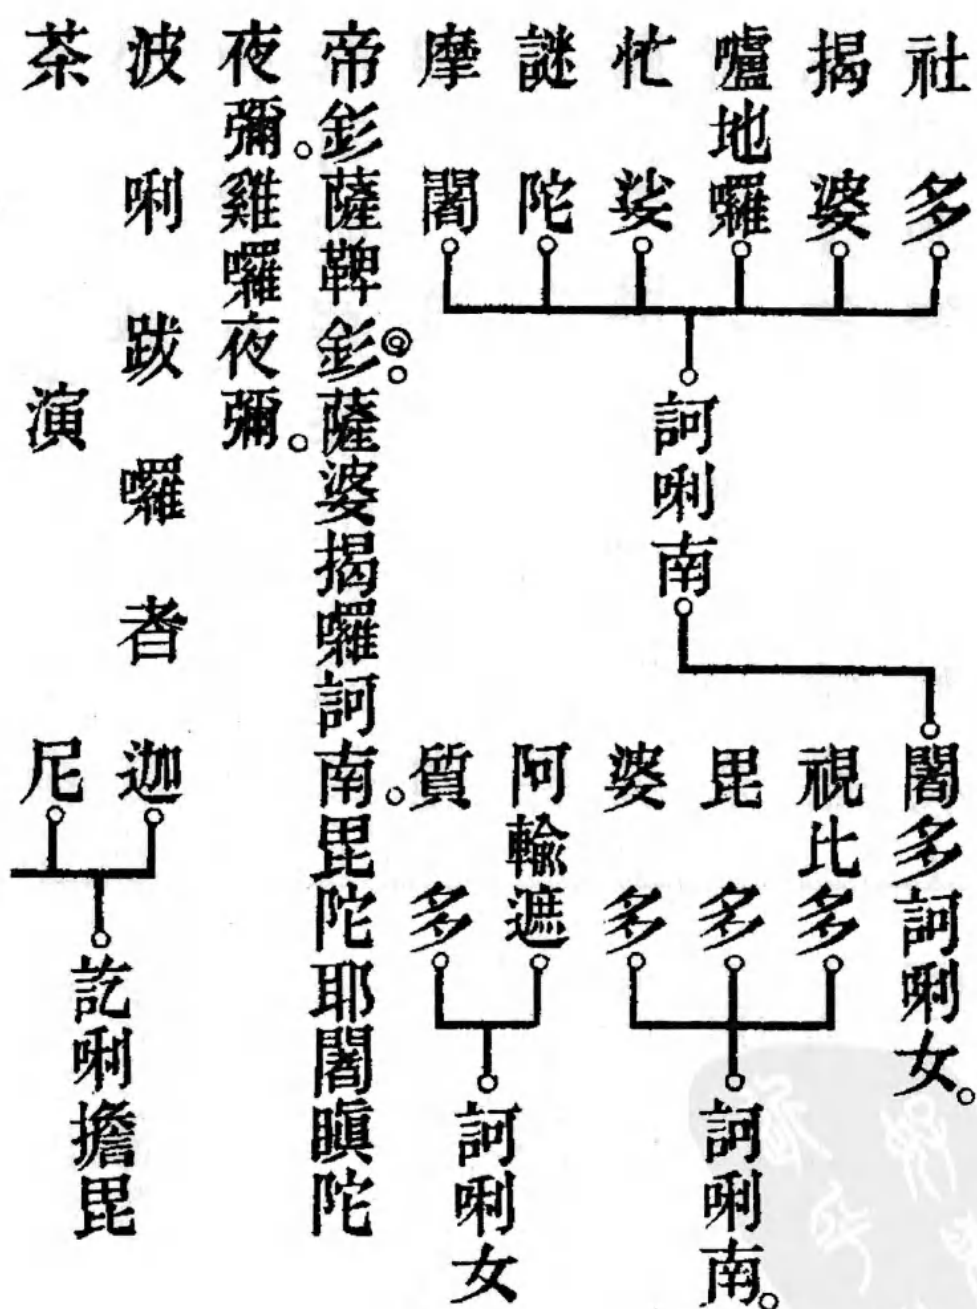 社多
揭婆
嚧地囉
忙娑
謎陀
摩闍
訶唎南
闍多訶唎女。
視比多
毘多
婆多
訶唎南。
阿輸遮
質多
訶唎女
帝釤薩鞞釤。薩婆揭囉訶南。毘陀耶闍瞋陀
夜彌。雞囉夜彌。
波唎跋囉者迦
茶演尼
訖唎擔毘